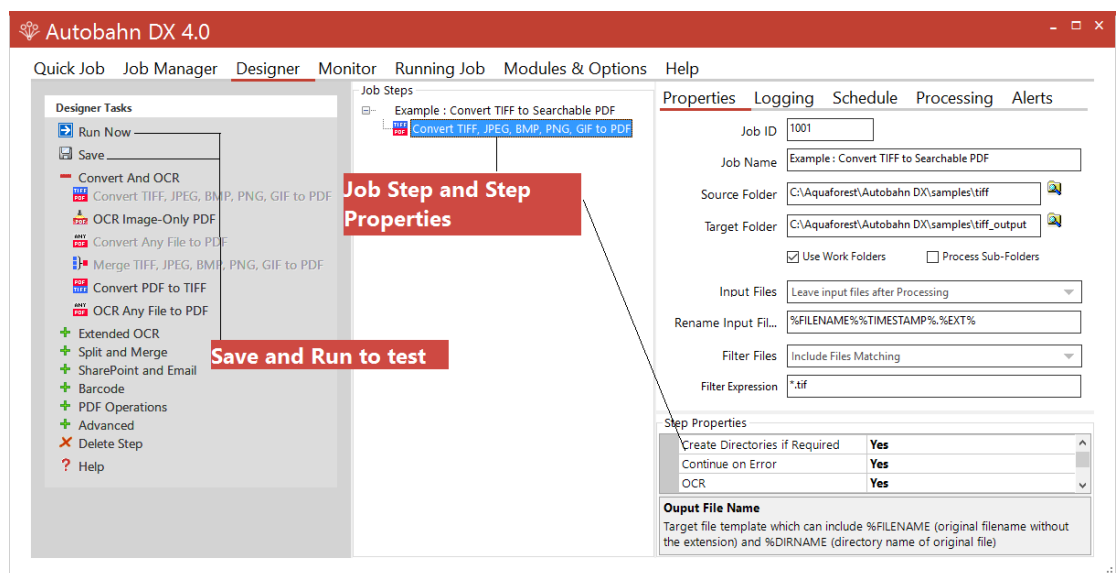 Autobahn DX 4.0
Quick Job Job Manager Designer Monitor Running Job Modules & Options Help
Designer Tasks
Run Now
Save
Convert And OCR
Convert TIFF, JPEG, BMP, PNG, GIF to PDF
OCR Image-Only PDF
Convert Any File to PDF
Merge TIFF, JPEG, BMP, PNG, GIF to PDF
Convert PDF to TIFF
OCR Any File to PDF
Extended OCR
Split and Merge
SharePoint and Email
Barcode
PDF Operations
Advanced
Delete Step
Help
Save and Run to test
Job Steps
Example : Convert TIFF to Searchable PDF
Convert TIFF, JPEG, BMP, PNG, GIF to PDF
Job Step and Step
Properties
Properties Logging Schedule Processing Alerts
Job ID 1001
Job Name Example : Convert TIFF to Searchable PDF
Source Folder C:\Aquaforest\Autobahn DX\samples\tiff
Target Folder C:\Aquaforest\Autobahn DX\samples\tiff_output
Use Work Folders Process Sub-Folders
Input Files Leave input files after Processing
Rename Input Fil... %FILENAME%%TIMESTAMP%.%EXT%
Filter Files Include Files Matching
Filter Expression *.tif
Step Properties
Create Directories if Required Yes
Continue on Error Yes
OCR Yes
Ouput File Name
Target file template which can include %FILENAME (original filename without
the extension) and %DIRNAME (directory name of original file)